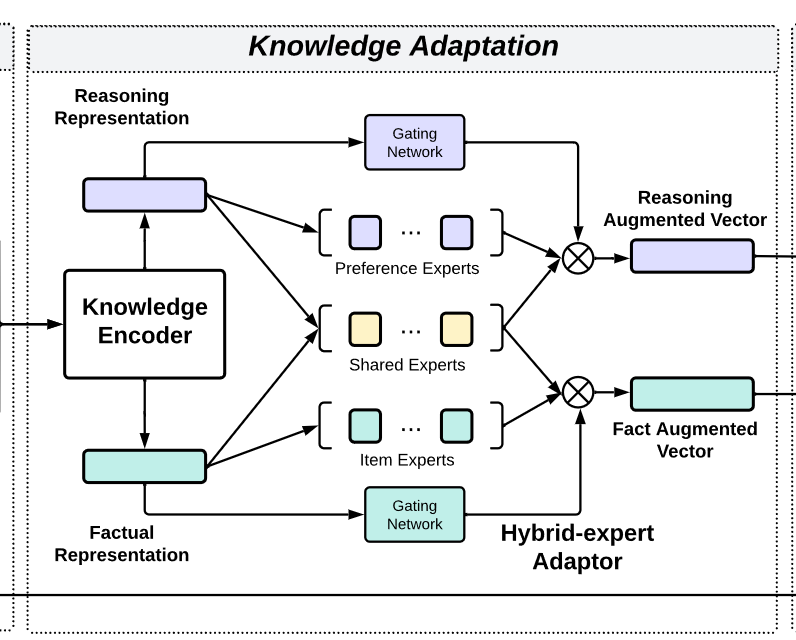 Knowledge Adaptation
Reasoning
Representation
Gating
Network
Reasoning
Augmented Vector
...
Preference Experts
Knowledge
Encoder
...
Shared Experts
...
Item Experts
Fact Augmented
Vector
Gating
Network
Factual
Representation
Hybrid-expert
Adaptor